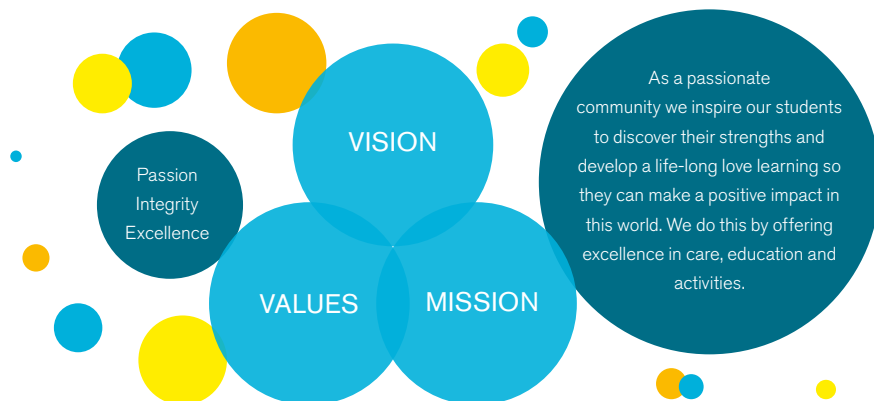 VISION
Passion
Integrity
Excellence
VALUES
MISSION
As a passionate
community we inspire our students
to discover their strengths and
develop a life-long love learning so
they can make a positive impact in
this world. We do this by offering
excellence in care, education and
activities.